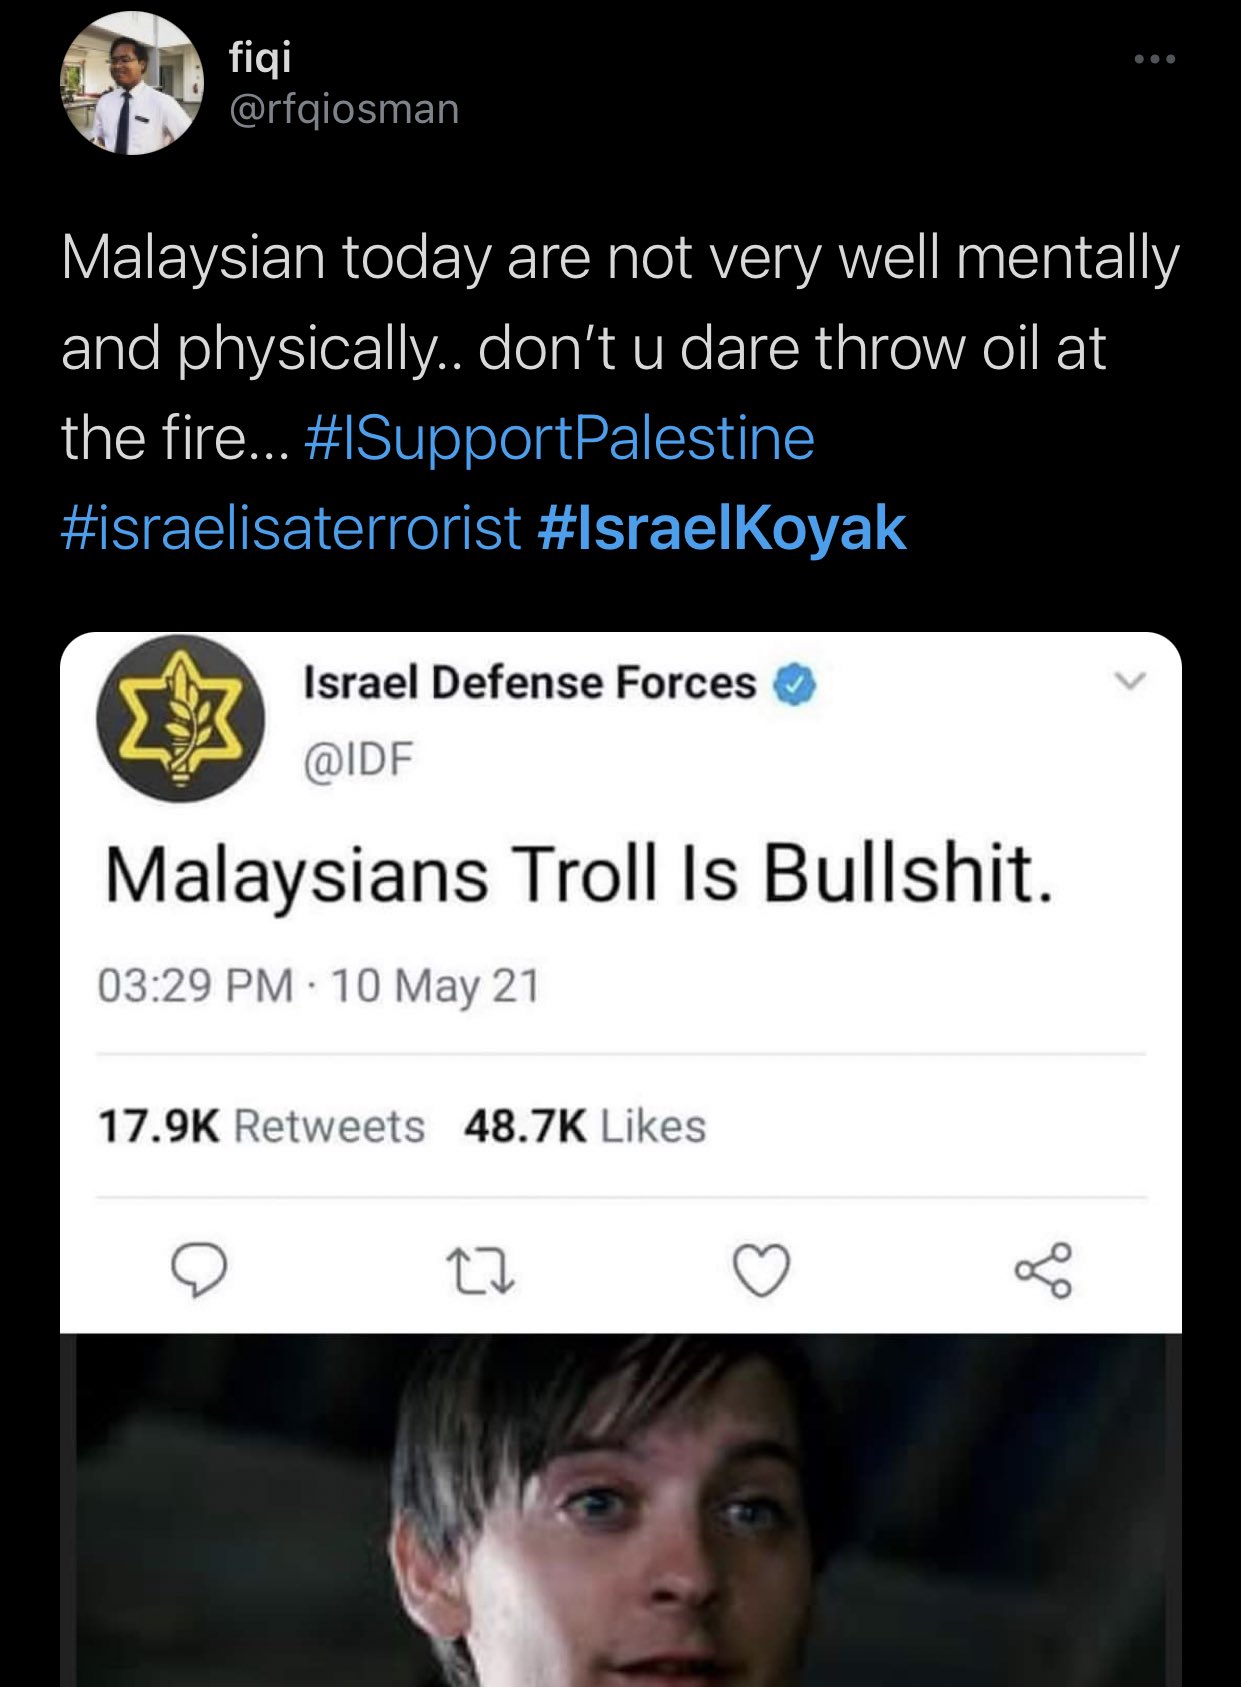 fiqi
@rfqiosman
Malaysian today are not very well mentally
and physically.. don’t u dare throw oil at
the fire... #ISupportPalestine
#israelisaterrorist #IsraelKoyak
Israel Defense Forces
@IDF
Malaysians Troll Is Bullshit.
03:29 PM · 10 May 21
17.9K Retweets 48.7K Likes